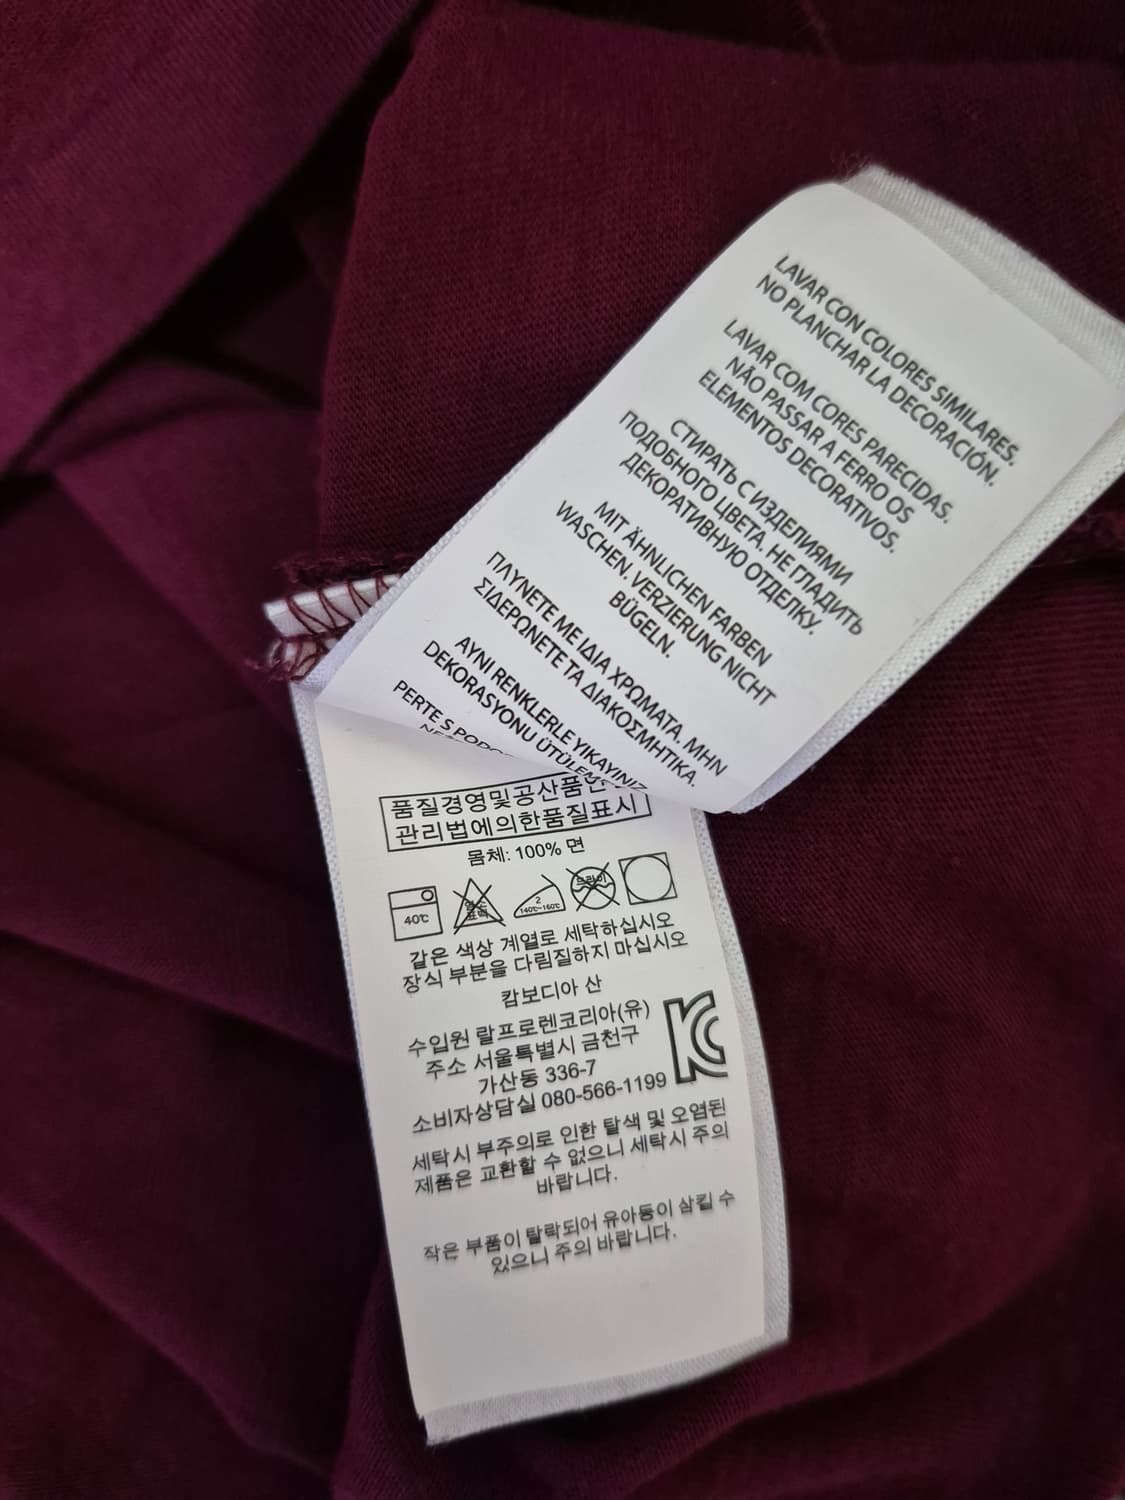 LAVAR CON COLORES SIMILARES.
NO PLANCHAR LA DECORACIÓN.
LAVAR COM CORES PARECIDAS.
NÃO PASSAR A FERRO OS
ELEMENTOS DECORATIVOS.
СТИРАТЬ С ИЗДЕЛИЯМИ
ПОДОБНОГО ЦВЕТА. НЕ ГЛАДИТЬ
ДЕКОРАТИВНУЮ ОТДЕЛКУ.
MIT ÄHNLICHEN FARBEN
WASCHEN. VERZIERUNG NICHT
BÜGELN.
ΠΛΥΝΕΤΕ ΜΕ ΙΔΙΑ ΧΡΩΜΑΤΑ. ΜΗΝ
ΣΙΔΕΡΩΝΕΤΕ ΤΑ ΔΙΑΚΟΣΜΗΤΙΚΑ.
AYNI RENKLERLE YIKAYINIZ
DEKORASYONU
PERTE S
품질경영및공산품안
관리법에의한품질표시
몸체: 100% 면
40℃
2
140℃~160℃
드라이
같은 색상 계열로 세탁하십시오
장식 부분을 다림질하지 마십시오
캄보디아 산
수입원 랄프로렌코리아(유)
주소 서울특별시 금천구
가산동 336-7
소비자상담실 080-566-1199
세탁시 부주의로 인한 탈색 및 오염된
제품은 교환할 수 없으니 세탁시 주의
바랍니다.
작은 부품이 탈락되어 유아동이 삼킬 수
있으니 주의 바랍니다.